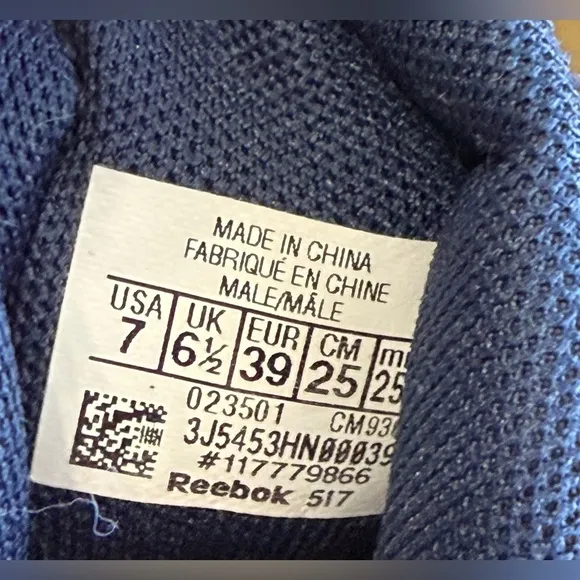 MADE IN CHINA
FABRIQUÉ EN CHINE
MALE/MÂLE
USA UK EUR CM
7 6½ 39 25
023501
3J5453HN00039
#117779866
Reebok 517